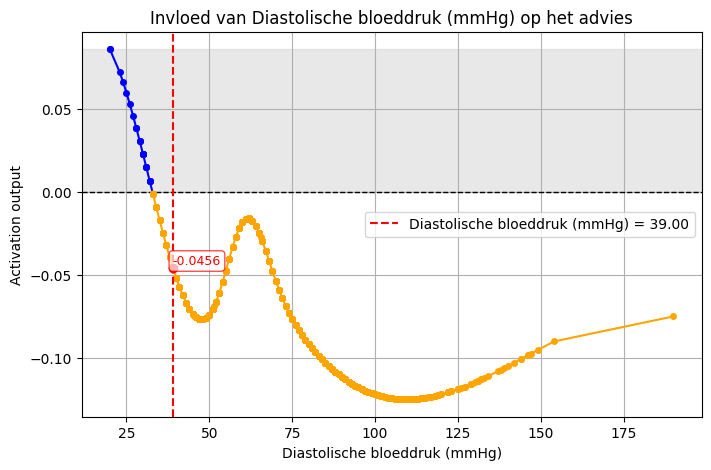 Invloed van Diastolische bloeddruk (mmHg) op het advies
Activation output
0.05
0.00
−0.05
−0.10
-0.0456
Diastolische bloeddruk (mmHg) = 39.00
25 50 75 100 125 150 175
Diastolische bloeddruk (mmHg)